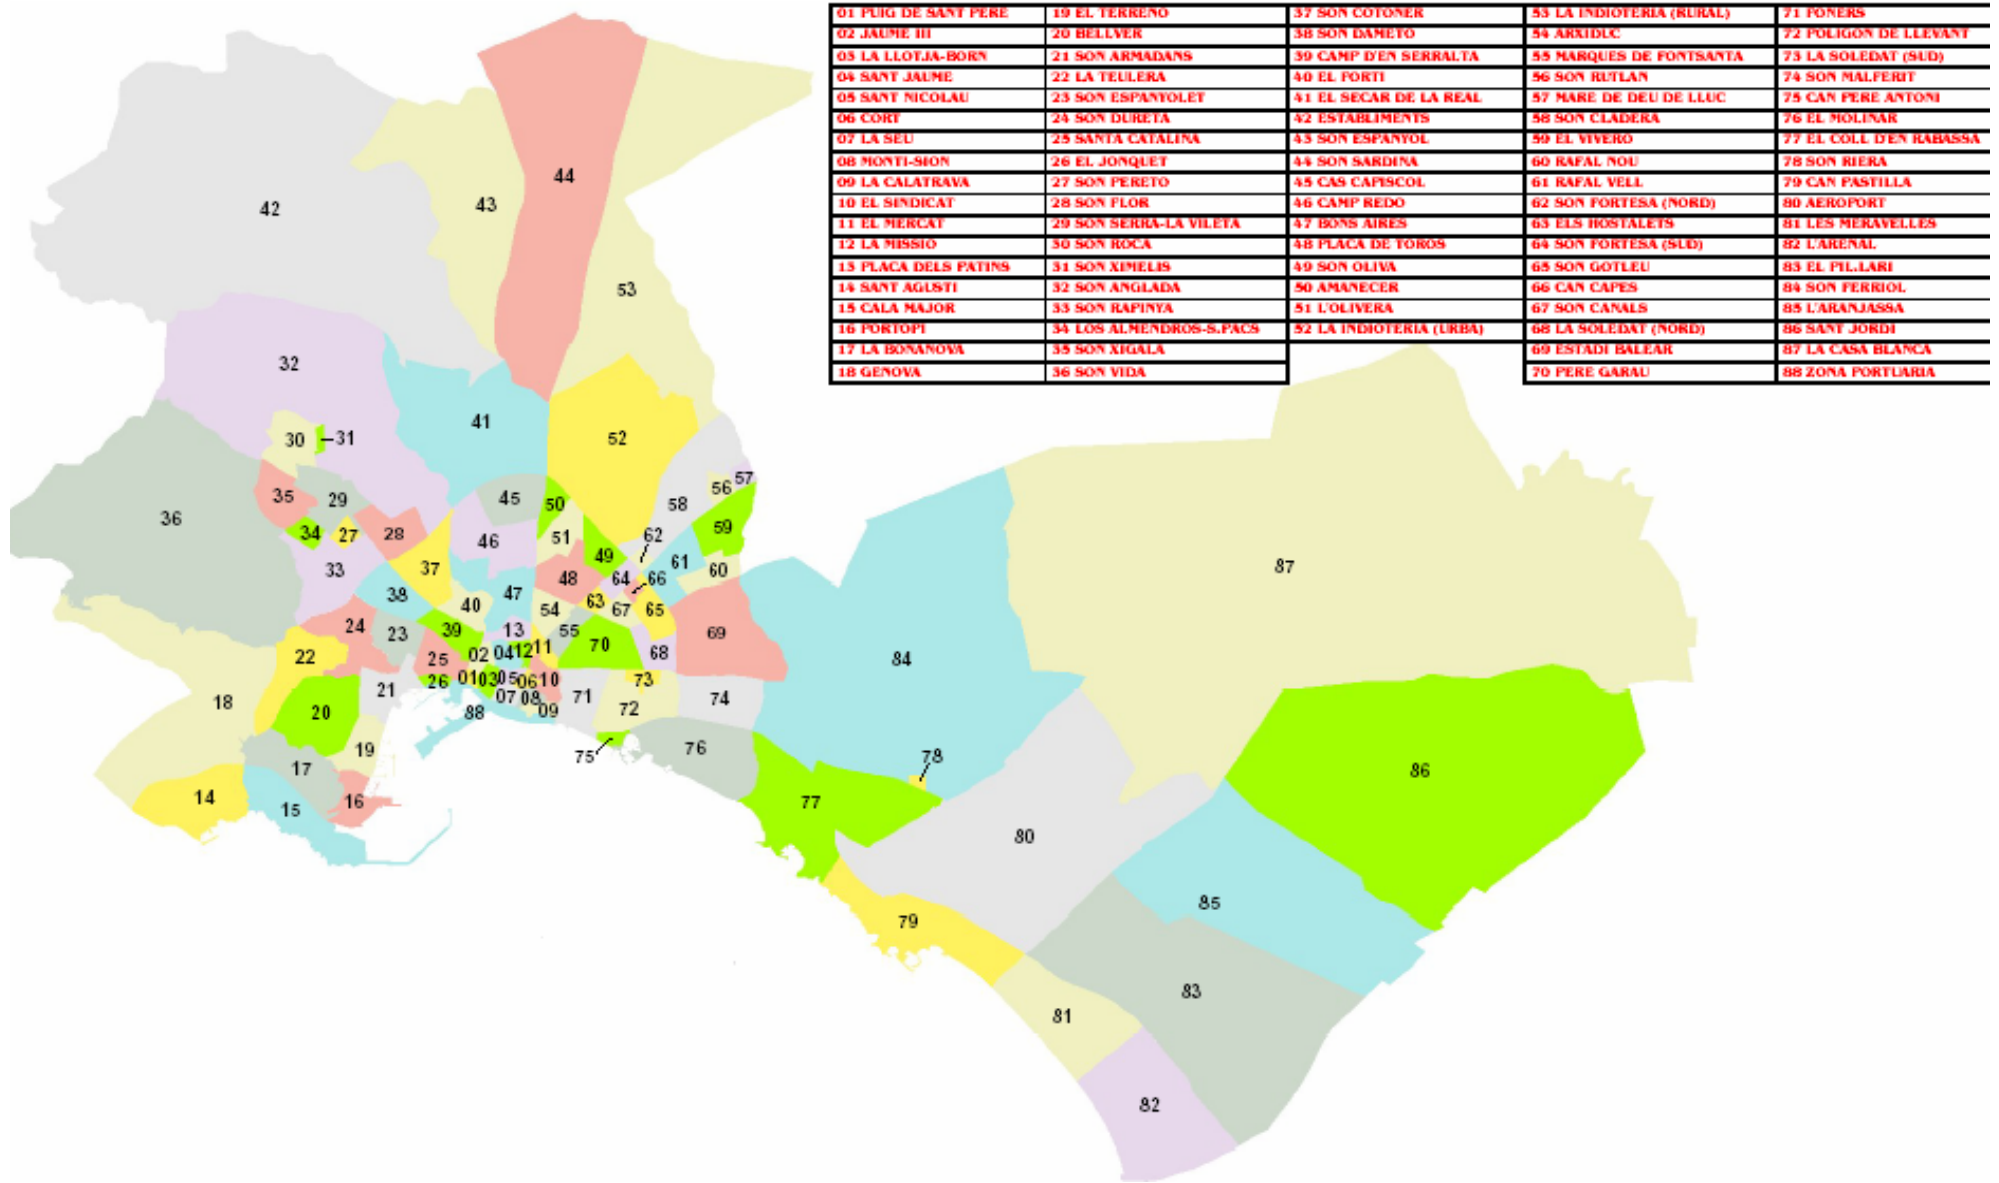 01 PUIG DE SANT PERE
02 JAUME III
03 LA LLOTJA-BORN
04 SANT JAUME
05 SANT NICOLAU
06 CORT
07 LA SEU
08 MONTI-SION
09 LA CALATRAVA
10 EL SINDICAT
11 EL MERCAT
12 LA MISSIO
13 PLACA DELS PATINS
14 SANT AGUSTI
15 CALA MAJOR
16 PORTOPI
17 LA BONANOVA
18 GENOVA
19 EL TERRENO
20 BELLVER
21 SON ARMADANS
22 LA TEULERA
23 SON ESPANYOLET
24 SON DURETA
25 SANTA CATALINA
26 EL JONQUET
27 SON PERETO
28 SON FLOR
29 SON SERRA-LA VILETA
30 SON ROCA
31 SON XIMELIS
32 SON ANGLADA
33 SON RAPINYA
34 LOS ALMENDROS-S.PACS
35 SON XIGALA
36 SON VIDA
37 SON COTONER
38 SON DAMETO
39 CAMP D'EN SERRALTA
40 EL FORTI
41 EL SECAR DE LA REAL
42 ESTABLIMENTS
43 SON ESPANYOL
44 SON SARDINA
45 CAS CAPISCOL
46 CAMP REDO
47 BONS AIRES
48 PLACA DE TOROS
49 SON OLIVA
50 AMANECER
51 L'OLIVERA
52 LA INDIOTERIA (URBA)
53 LA INDIOTERIA (RURAL)
54 ARXIDUC
55 MARQUES DE FONTSANTA
56 SON RUTLAN
57 MARE DE DEU DE LLUC
58 SON CLADERA
59 EL VIVERO
60 RAFAL NOU
61 RAFAL VELL
62 SON FORTESA (NORD)
63 ELS HOSTALETS
64 SON FORTESA (SUD)
65 SON GOTLEU
66 CAN CAPES
67 SON CANALS
68 LA SOLEDAT (NORD)
69 ESTADI BALEAR
70 PERE GARAU
71 FONERS
72 POLIGON DE LLEVANT
73 LA SOLEDAT (SUD)
74 SON MALFERIT
75 CAN PERE ANTONI
76 EL MOLINAR
77 EL COLL D'EN RABASSA
78 SON RIERA
79 CAN PASTILLA
80 AEROPORT
81 LES MERAVELLES
82 L'ARENAL
83 EL PIL.LARI
84 SON FERRIOL
85 L'ARANJASSA
86 SANT JORDI
87 LA CASA BLANCA
88 ZONA PORTUARIA
44
43
42
53
32
41
52
30
31
57
56
35
29
45
50
58
36
59
34
27
28
46
51
62
49
61
37
33
48
64
66
60
87
38
47
40
63
54
67
65
24
23
39
13
55
69
22
02
04
12
11
70
68
25
84
26
01
03
05
06
10
73
21
07
08
71
74
18
20
88
09
72
19
75
76
78
17
86
14
16
15
77
80
79
85
83
81
82